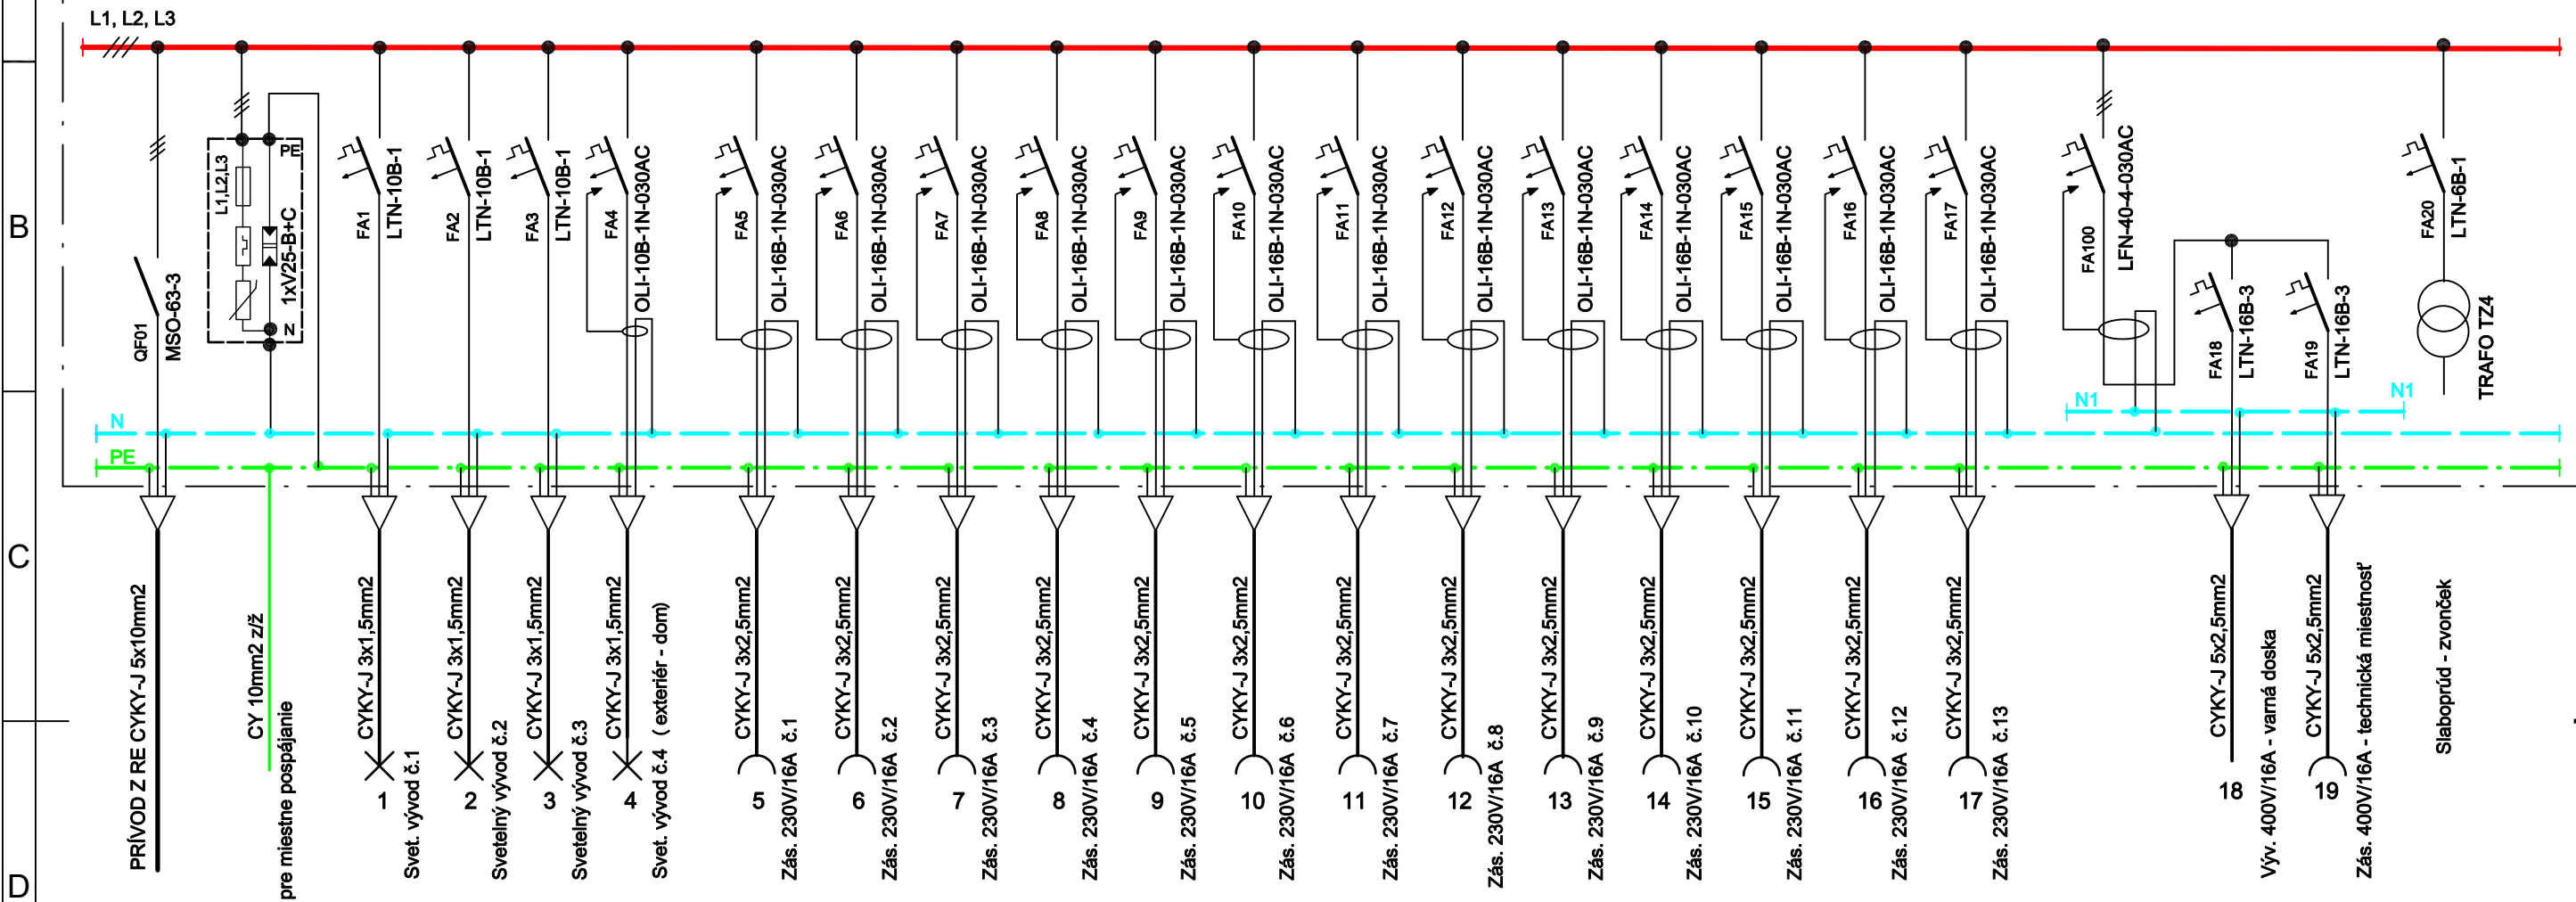 L1, L2, L3
B
C
D
QF01
MSO-63-3
L1,L2,L3
PE
1xV25-B+C
N
FA1
LTN-10B-1
FA2
LTN-10B-1
FA3
LTN-10B-1
FA4
OLI-10B-1N-030AC
FA5
OLI-16B-1N-030AC
FA6
OLI-16B-1N-030AC
FA7
OLI-16B-1N-030AC
FA8
OLI-16B-1N-030AC
FA9
OLI-16B-1N-030AC
FA10
OLI-16B-1N-030AC
FA11
OLI-16B-1N-030AC
FA12
OLI-16B-1N-030AC
FA13
OLI-16B-1N-030AC
FA14
OLI-16B-1N-030AC
FA15
OLI-16B-1N-030AC
FA16
OLI-16B-1N-030AC
FA17
OLI-16B-1N-030AC
FA100
LFN-40-4-030AC
FA18
LTN-16B-3
FA19
LTN-16B-3
FA20
LTN-6B-1
TRAFO TZ4
N
PE
N1
N1
PRÍVOD Z RE CYKY-J 5x10mm2
CY 10mm2 z/ž
pre miestne pospájanie
CYKY-J 3x1,5mm2
1
Svet. vývod č.1
CYKY-J 3x1,5mm2
2
Svetelný vývod č.2
CYKY-J 3x1,5mm2
3
Svetelný vývod č.3
CYKY-J 3x1,5mm2
4
Svet. vývod č.4 ( exteriér - dom)
CYKY-J 3x2,5mm2
5
Zás. 230V/16A č.1
CYKY-J 3x2,5mm2
6
Zás. 230V/16A č.2
CYKY-J 3x2,5mm2
7
Zás. 230V/16A č.3
CYKY-J 3x2,5mm2
8
Zás. 230V/16A č.4
CYKY-J 3x2,5mm2
9
Zás. 230V/16A č.5
CYKY-J 3x2,5mm2
10
Zás. 230V/16A č.6
CYKY-J 3x2,5mm2
11
Zás. 230V/16A č.7
CYKY-J 3x2,5mm2
12
Zás. 230V/16A č.8
CYKY-J 3x2,5mm2
13
Zás. 230V/16A č.9
CYKY-J 3x2,5mm2
14
Zás. 230V/16A č.10
CYKY-J 3x2,5mm2
15
Zás. 230V/16A č.11
CYKY-J 3x2,5mm2
16
Zás. 230V/16A č.12
CYKY-J 3x2,5mm2
17
Zás. 230V/16A č.13
CYKY-J 5x2,5mm2
18
Výv. 400V/16A - varná doska
CYKY-J 5x2,5mm2
19
Zás. 400V/16A - technická miestnosť
Slaboprúd - zvonček